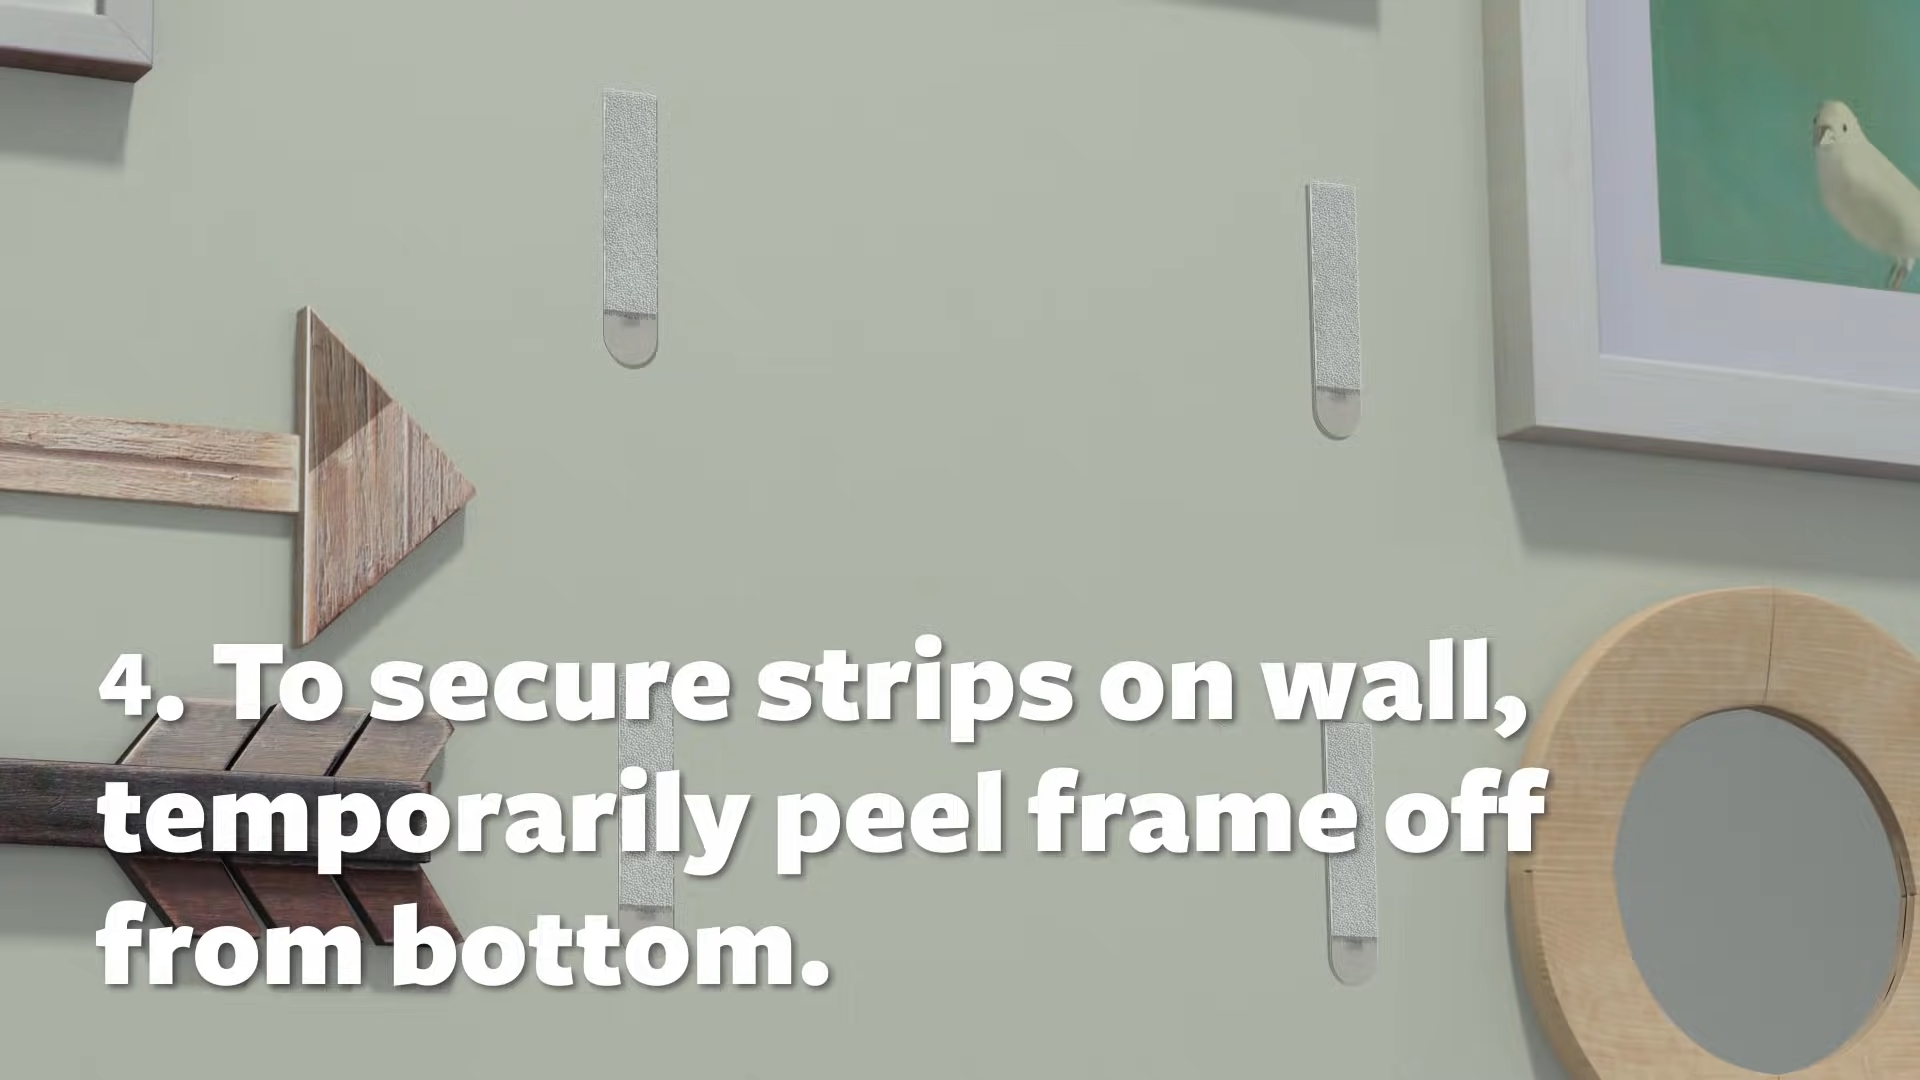 4. To secure strips on wall,
temporarily peel frame off
from bottom.